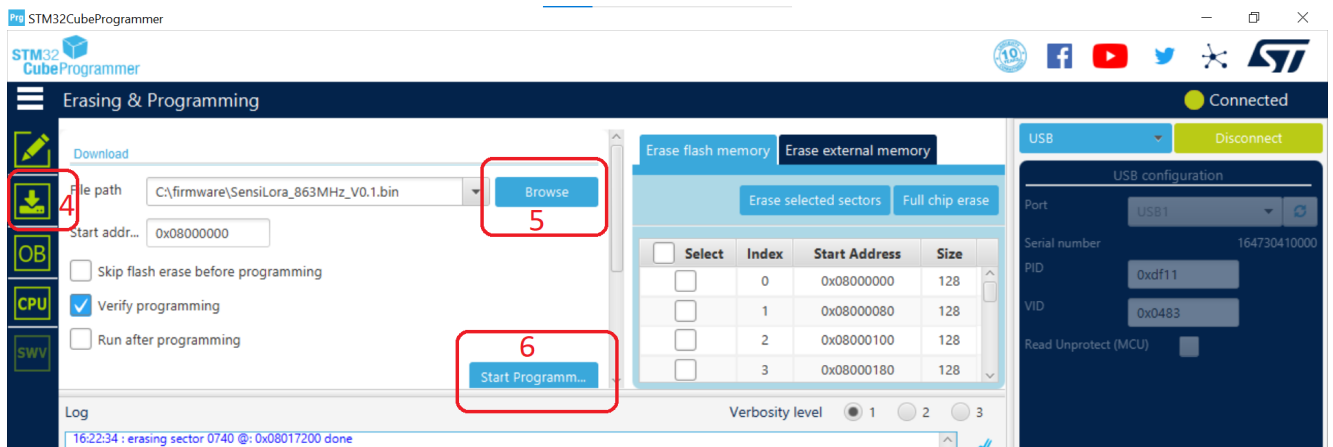 Prg STM32CubeProgrammer
STM32
CubeProgrammer
19
ST
Erasing & Programming
Connected
Download
4
File path
C:\firmware\SensiLora_863MHz_V0.1.bin
Browse
5
Start addr...
0x08000000
OB
Skip flash erase before programming
CPU
Verify programming
SWV
Run after programming
6
Start Programm...
Erase flash memory
Erase external memory
Erase selected sectors
Full chip erase
Select Index Start Address Size
0 0x08000000 128
1 0x08000080 128
2 0x08000100 128
3 0x08000180 128
USB
Disconnect
USB configuration
Port
USB1
Serial number 164730410000
PID
0xdf11
VID
0x0483
Read Unprotect (MCU)
Log
Verbosity level 1 2 3
16:22:34 : erasing sector 0740 @: 0x08017200 done